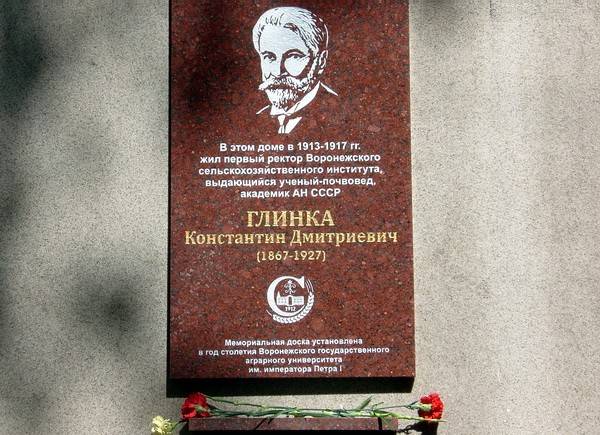 В этом доме в 1913-1917 гг.
жил первый ректор Воронежского
сельскохозяйственного института,
выдающийся ученый-почвовед,
академик АН СССР
ГЛИНКА
Константин Дмитриевич
(1867-1927)
С
1912
Мемориальная доска установлена
в год столетия Воронежского государственного
аграрного университета
им. императора Петра I